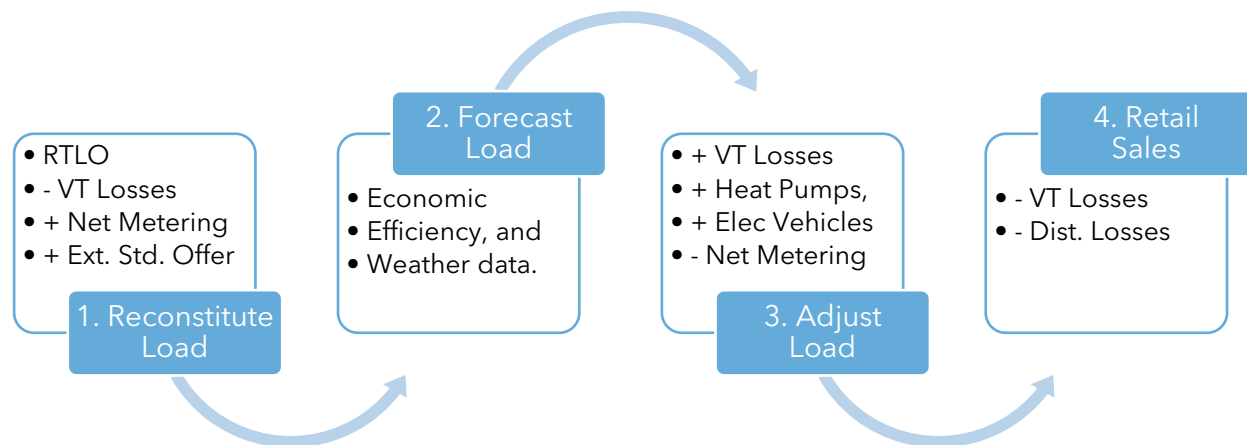 • RTLO
• - VT Losses
• + Net Metering
• + Ext. Std. Offer
1. Reconstitute
Load
2. Forecast
Load
• Economic
• Efficiency, and
• Weather data.
• + VT Losses
• + Heat Pumps,
• + Elec Vehicles
• - Net Metering
3. Adjust
Load
4. Retail
Sales
• - VT Losses
• - Dist. Losses